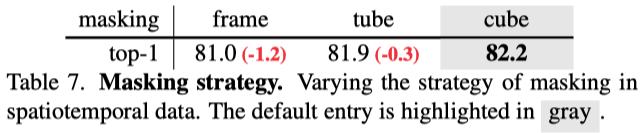 masking frame tube cube
top-1 81.0 (-1.2) 81.9 (-0.3) 82.2
Table 7. Masking strategy. Varying the strategy of masking in
spatiotemporal data. The default entry is highlighted in gray .